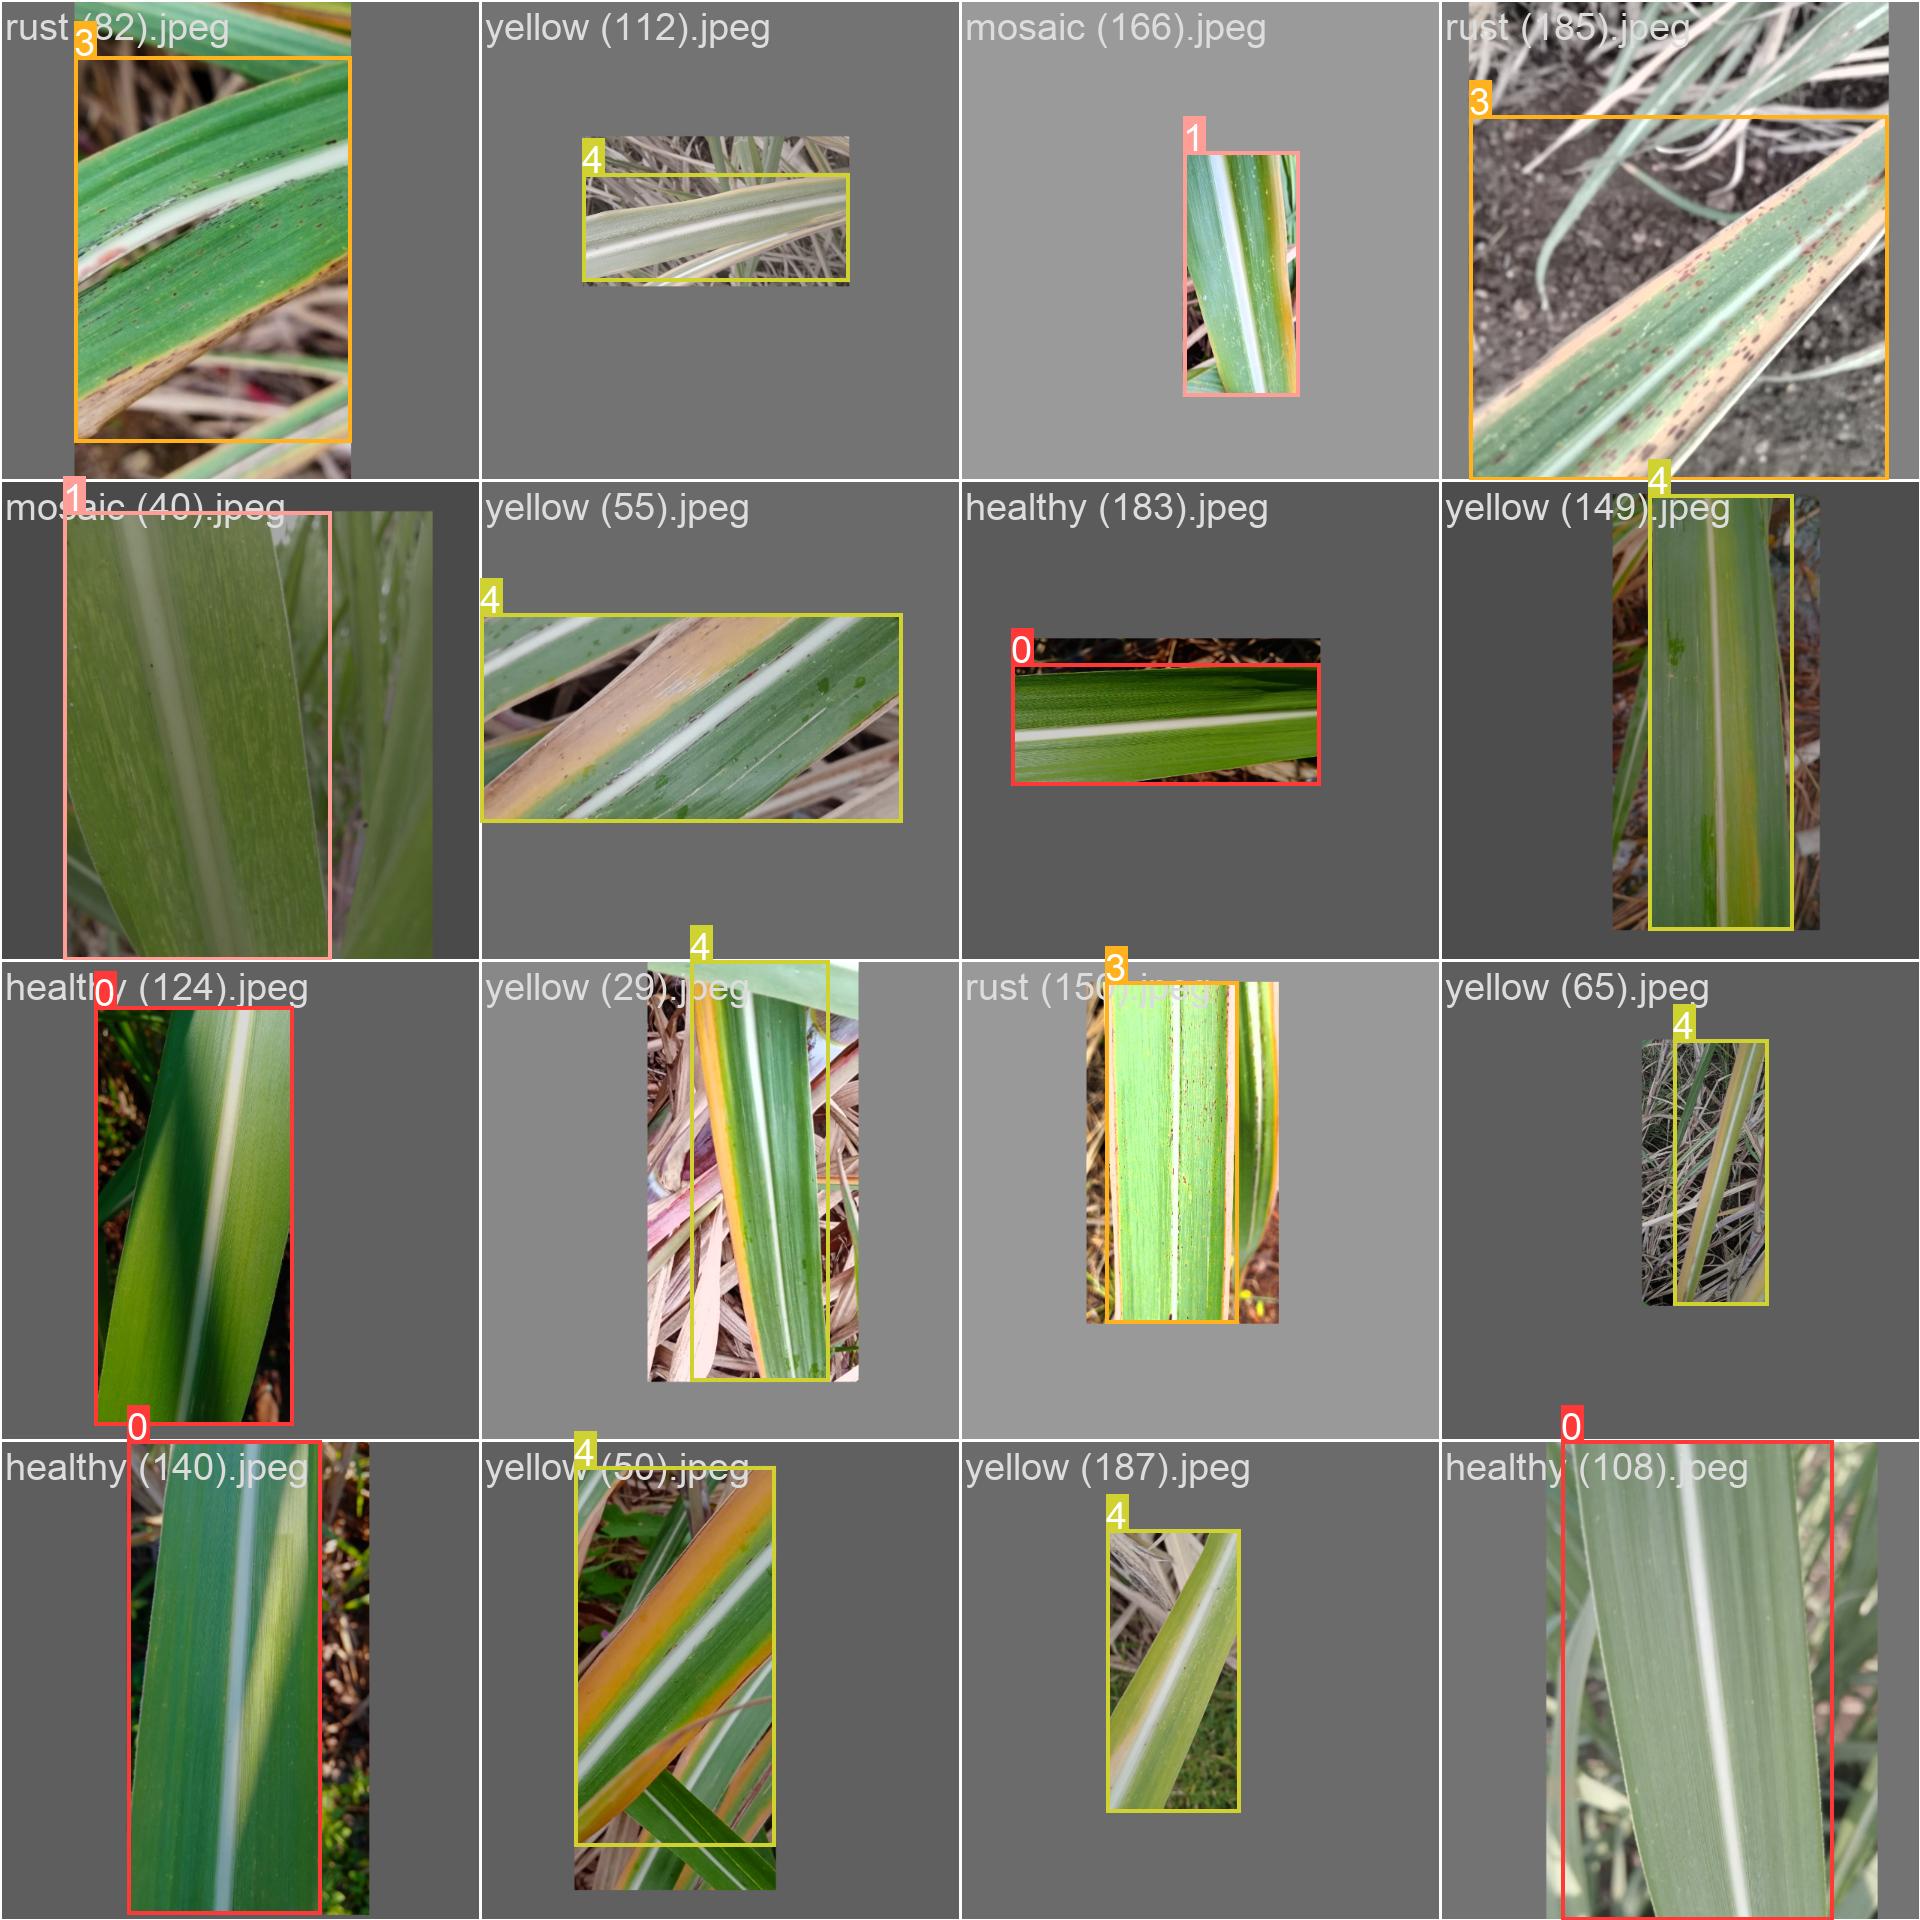 rust (82).jpeg
3
yellow (112).jpeg
4
mosaic (166).jpeg
1
rust (185).jpeg
3
mosaic (40).jpeg
1
yellow (55).jpeg
4
healthy (183).jpeg
0
yellow (149).jpeg
4
healthy (124).jpeg
0
yellow (29).jpeg
4
rust (150).jpeg
3
yellow (65).jpeg
4
healthy (140).jpeg
0
yellow (50).jpeg
4
yellow (187).jpeg
4
healthy (108).jpeg
0